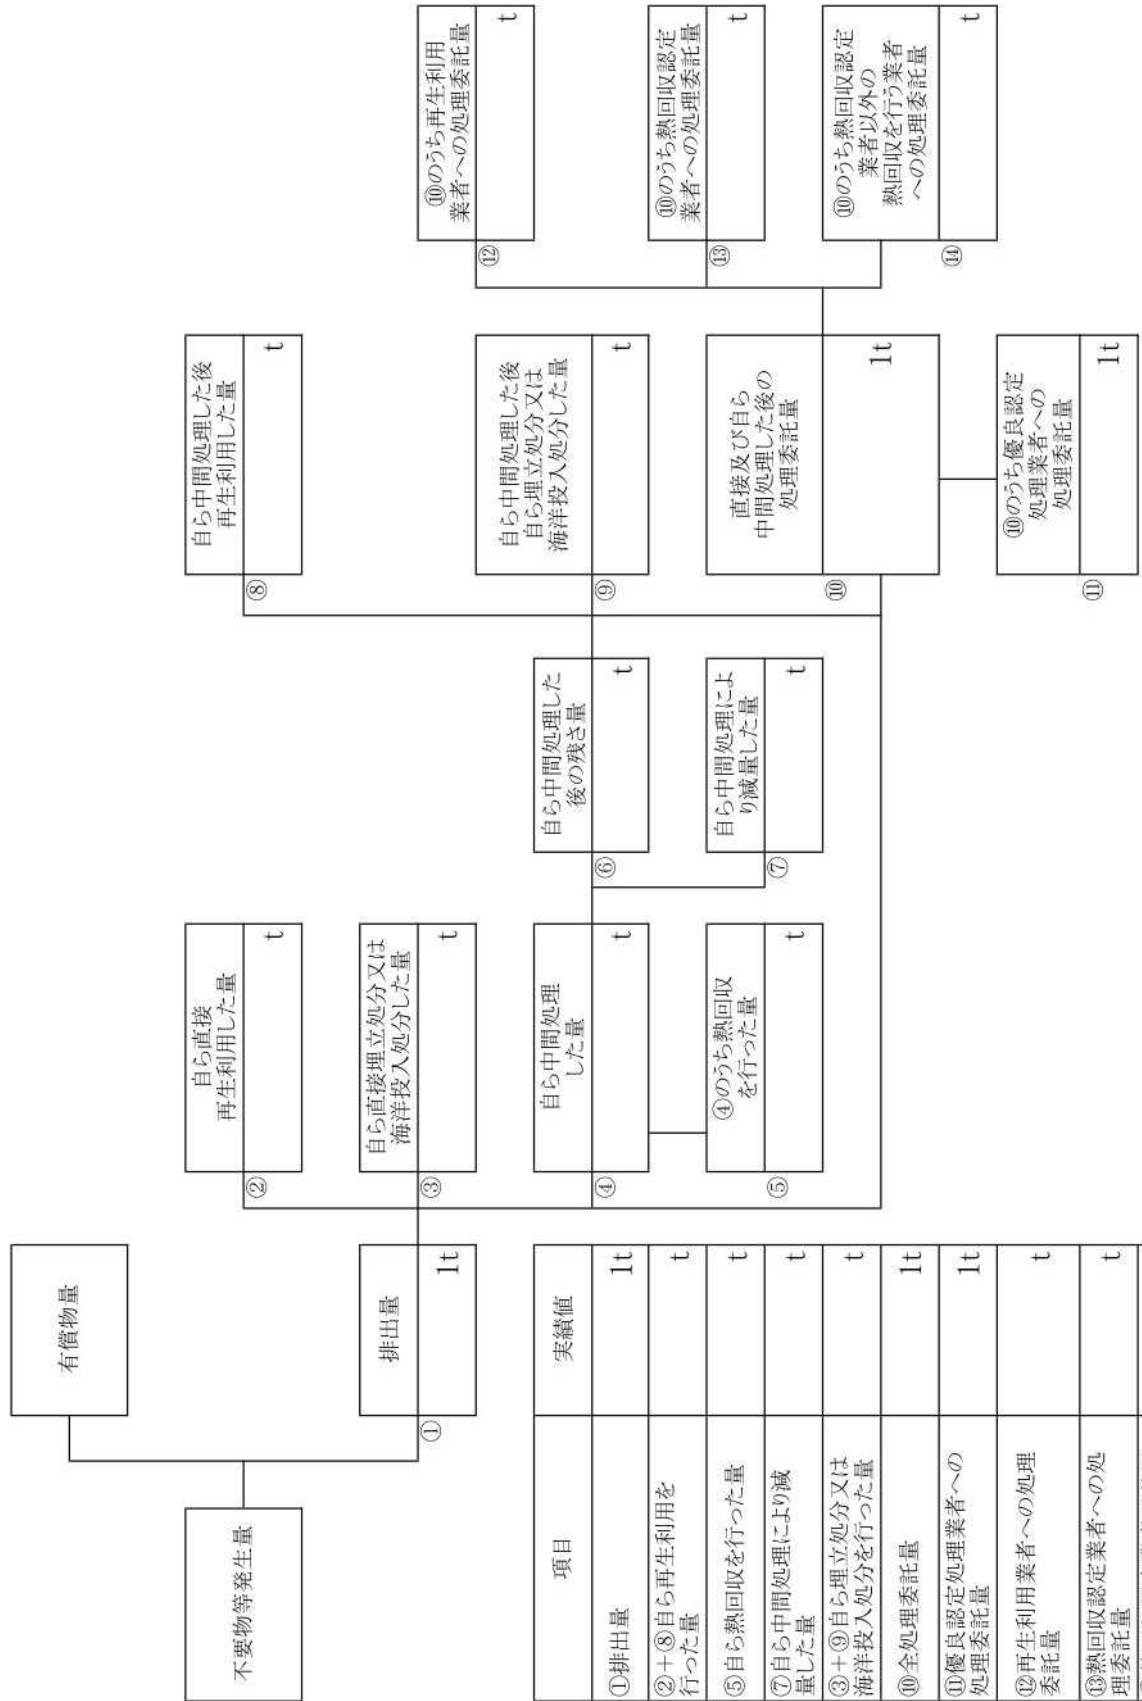 有償物量
不要物等発生量
①
排出量
1t
②
自ら直接
再生利用した量
t
③
自ら直接埋立処分又は
海洋投入処分した量
t
④
自ら中間処理
した量
t
⑤
④のうち熱回収
を行った量
t
⑥
自ら中間処理した
後の残さ量
t
⑦
自ら中間処理によ
り減量した量
t
⑧
自ら中間処理した後
再生利用した量
t
⑨
自ら中間処理した後
自ら埋立処分又は
海洋投入処分した量
t
⑩
直接及び自ら
中間処理した後の
処理委託量
1t
⑪
⑩のうち優良認定
処理業者への
処理委託量
1t
⑫
⑩のうち再生利用
業者への処理委託量
t
⑬
⑩のうち熱回収認定
業者への処理委託量
t
⑭
⑩のうち熱回収認定
業者以外の
熱回収を行う業者
への処理委託量
t
項目
実績値
①排出量
1t
②+⑧自ら再生利用を
行った量
t
⑤自ら熱回収を行った量
t
⑦自ら中間処理により減
量した量
t
③+⑨自ら埋立処分又は
海洋投入処分を行った量
t
⑩全処理委託量
1t
⑪優良認定処理業者への
処理委託量
1t
⑫再生利用業者への処理
委託量
t
⑬熱回収認定業者への処
理委託量
t